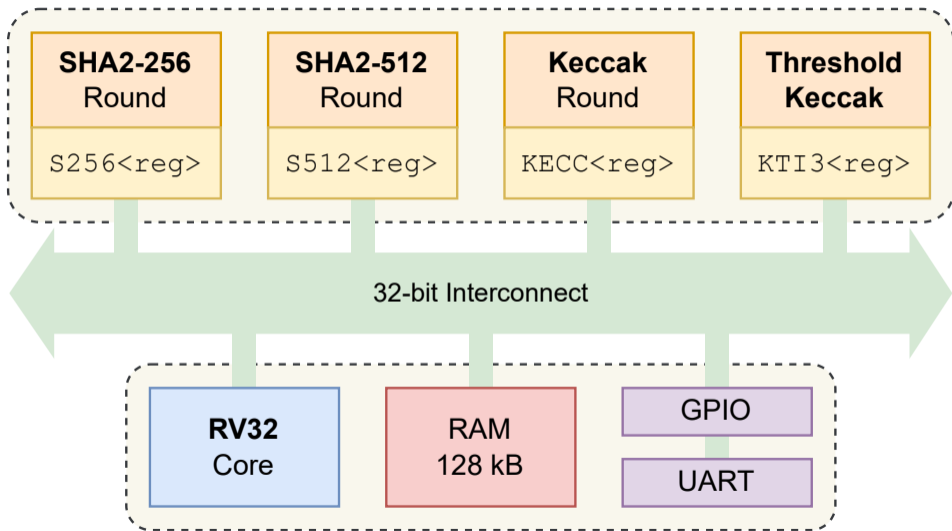 SHA2-256
Round
S256<reg>
SHA2-512
Round
S512<reg>
Keccak
Round
KECC<reg>
Threshold
Keccak
KTI3<reg>
32-bit Interconnect
RV32
Core
RAM
128 kB
GPIO
UART